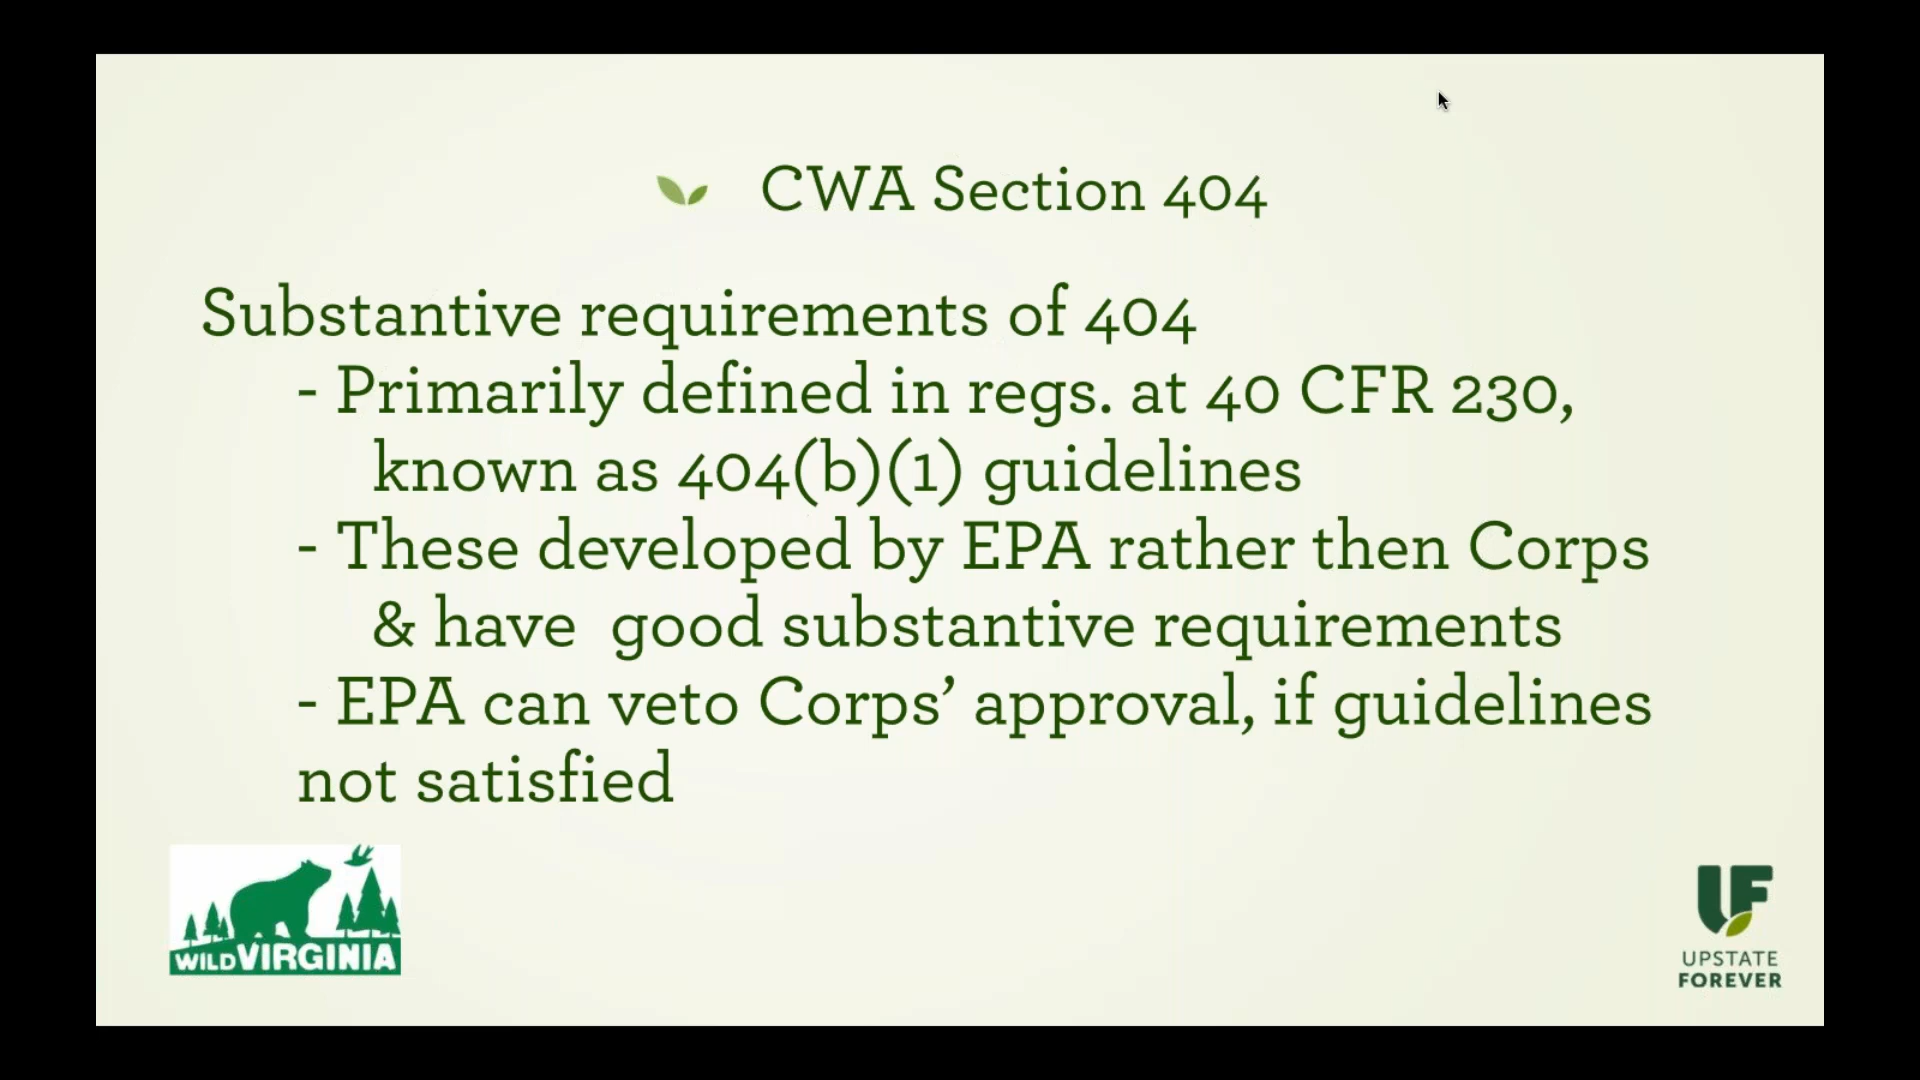 CWA Section 404
Substantive requirements of 404
- Primarily defined in regs. at 40 CFR 230,
known as 404(b)(1) guidelines
- These developed by EPA rather then Corps
& have good substantive requirements
- EPA can veto Corps’ approval, if guidelines
not satisfied
WILDVIRGINIA
UF
UPSTATE
FOREVER